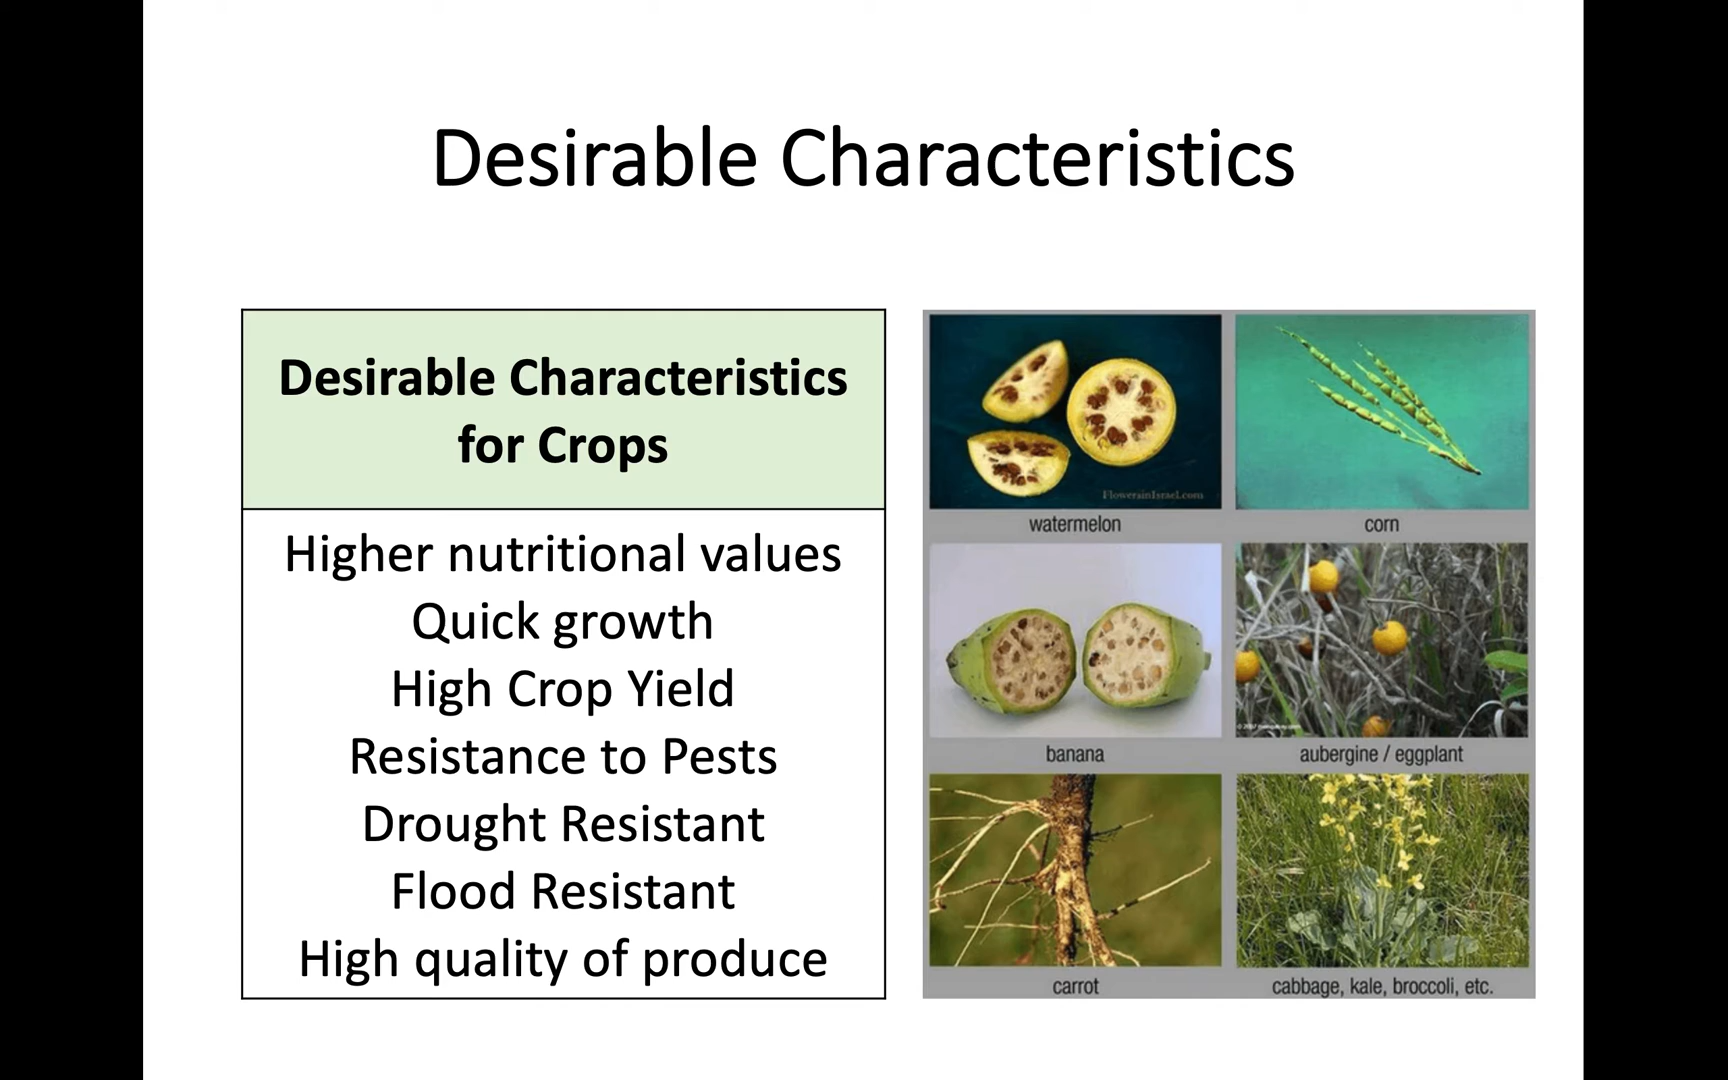 Desirable Characteristics
Desirable Characteristics
for Crops
Higher nutritional values
Quick growth
High Crop Yield
Resistance to Pests
Drought Resistant
Flood Resistant
High quality of produce
FlowersinIsrael.com
watermelon
corn
banana
aubergine / eggplant
carrot
cabbage, kale, broccoli, etc.